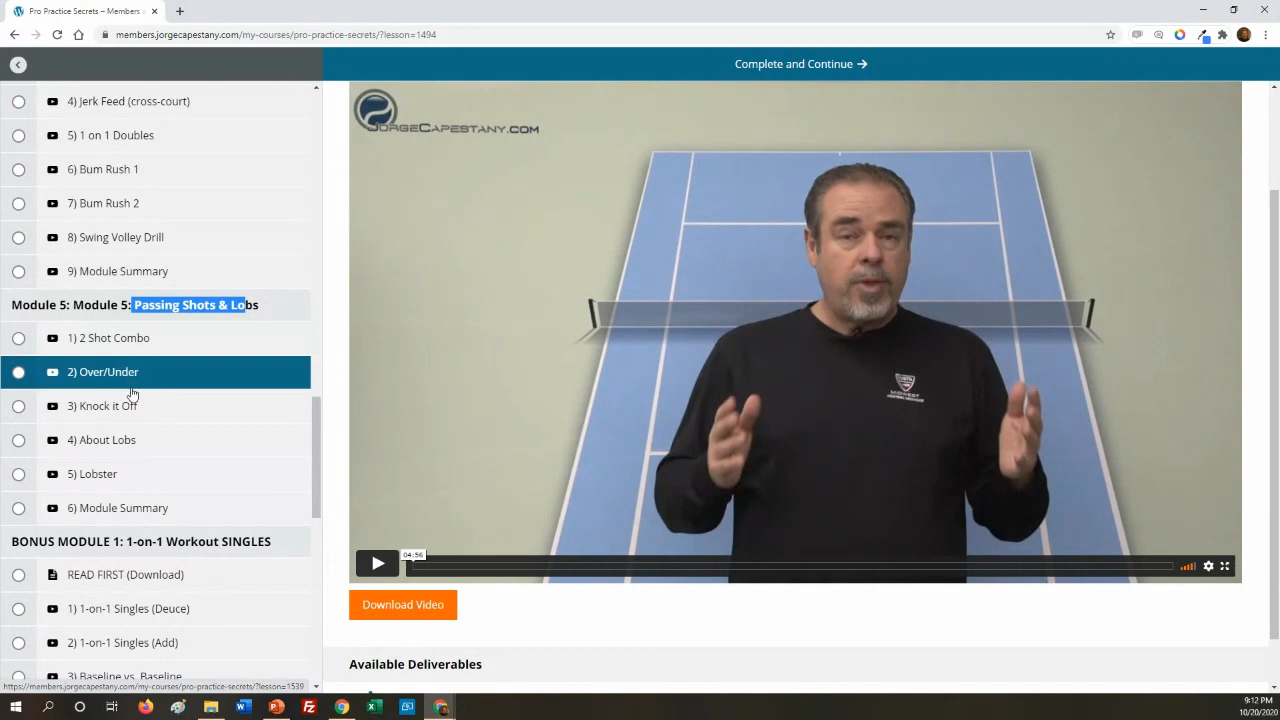 Pro Practice Secrets – Members
members.jorgecapestany.com/my-courses/pro-practice-secrets/?lesson=1494
Complete and Continue →
4) Jerk Feed (cross-court)
5) 1 on 1 Doubles
6) Bum Rush 1
7) Bum Rush 2
8) Swing Volley Drill
9) Module Summary
Module 5: Module 5: Passing Shots & Lobs
1) 2 Shot Combo
2) Over/Under
3) Knock it Off
4) About Lobs
5) Lobster
6) Module Summary
BONUS MODULE 1: 1-on-1 Workout SINGLES
READ FIRST (Download)
1) 1-on-1 Singles (Deuce)
2) 1-on-1 Singles (Add)
3) Baseline vs. Baseline
https://members.jorgecapestany.com/my-courses/pro-practice-secrets/?lesson=1539
JORGECAPESTANY.COM
MIDWEST
04:56
Download Video
Available Deliverables
9:12 PM
10/20/2020